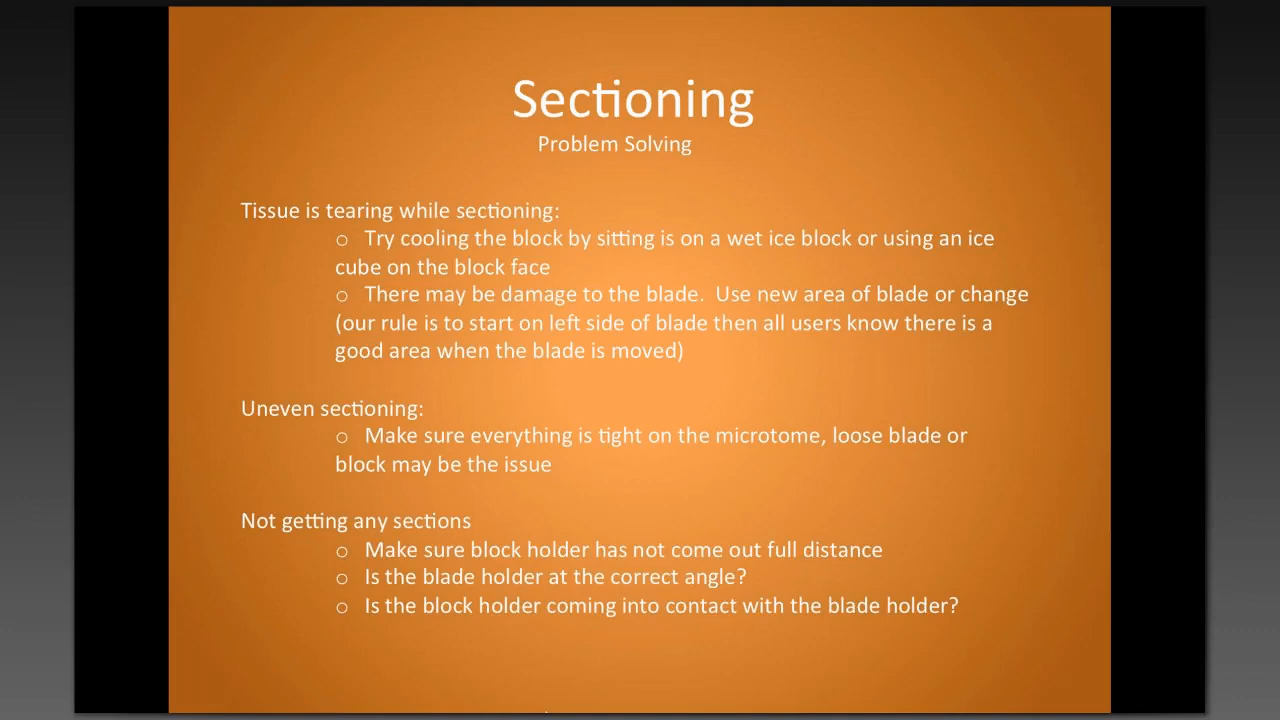 Sectioning
Problem Solving
Tissue is tearing while sectioning:
o Try cooling the block by sitting is on a wet ice block or using an ice
cube on the block face
o There may be damage to the blade.  Use new area of blade or change
(our rule is to start on left side of blade then all users know there is a
good area when the blade is moved)
Uneven sectioning:
o Make sure everything is tight on the microtome, loose blade or
block may be the issue
Not getting any sections
o Make sure block holder has not come out full distance
o Is the blade holder at the correct angle?
o Is the block holder coming into contact with the blade holder?